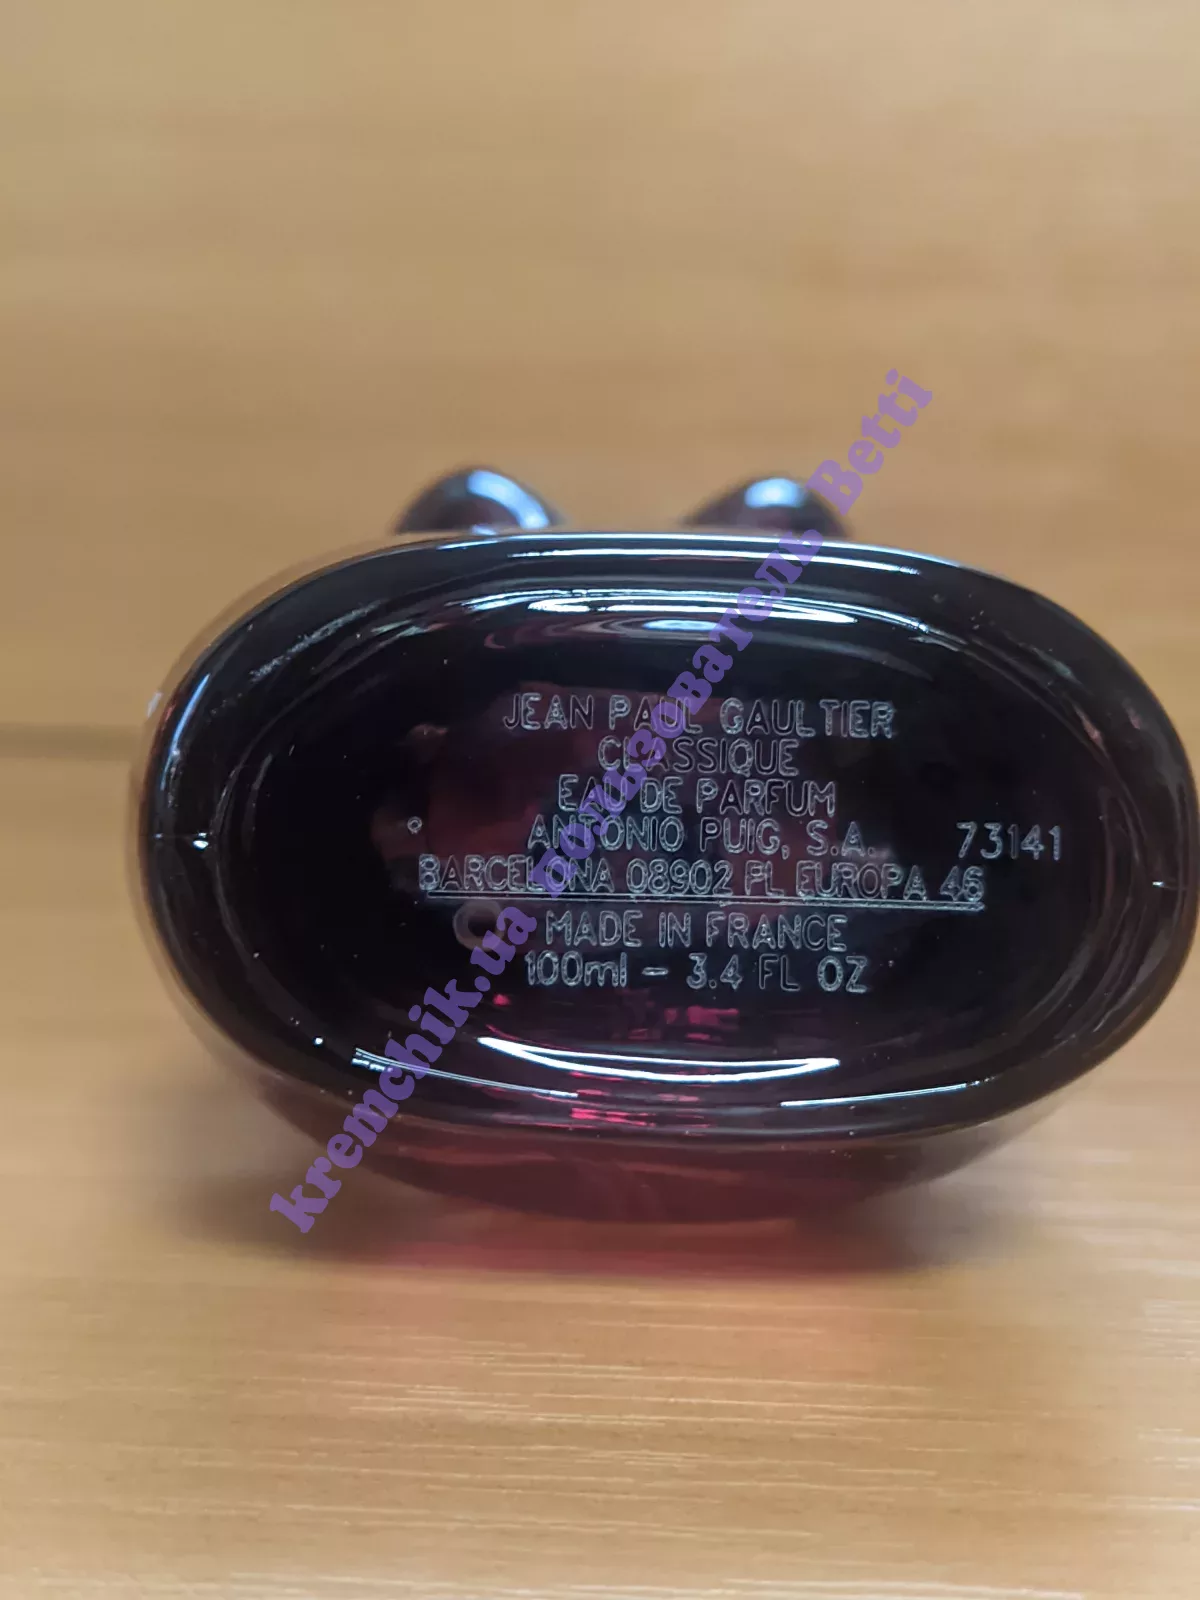 JEAN PAUL GAULTIER
CLASSIQUE
EAU DE PARFUM
ANTONIO PUIG, S.A. 73141
BARCELONA 08902 PL EUROPA 46
MADE IN FRANCE
100ml - 3.4 FL OZ
© kremchik.ua пользователь Betti